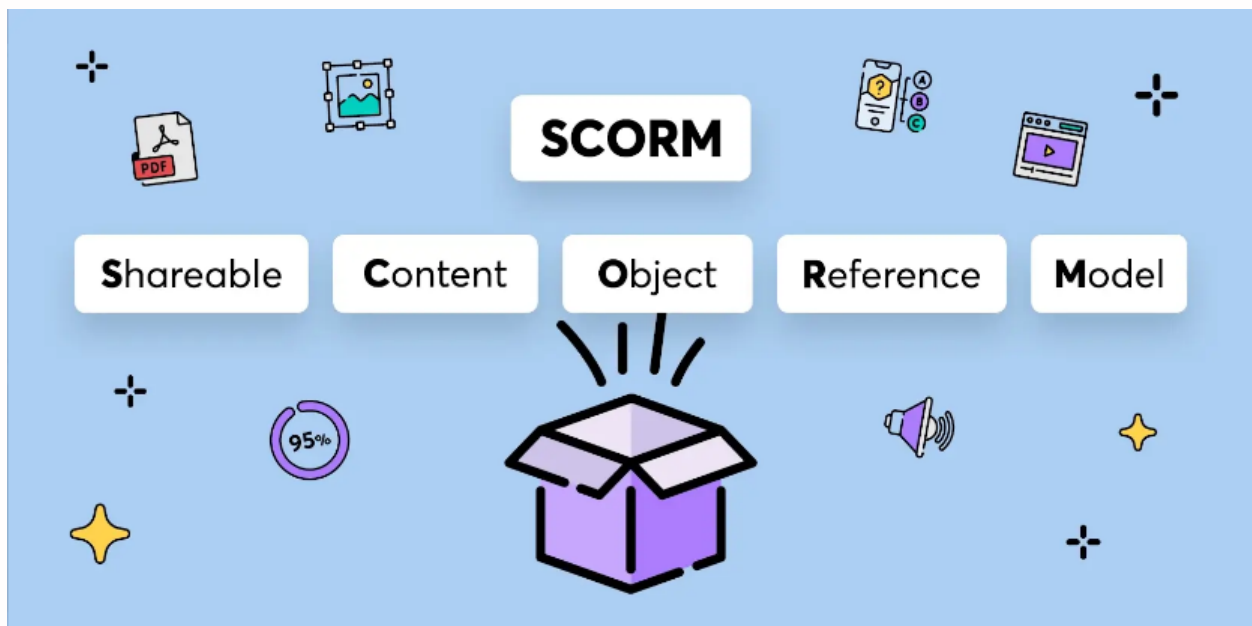 SCORM
Shareable Content Object Reference Model
PDF
?
A
B
C
95%